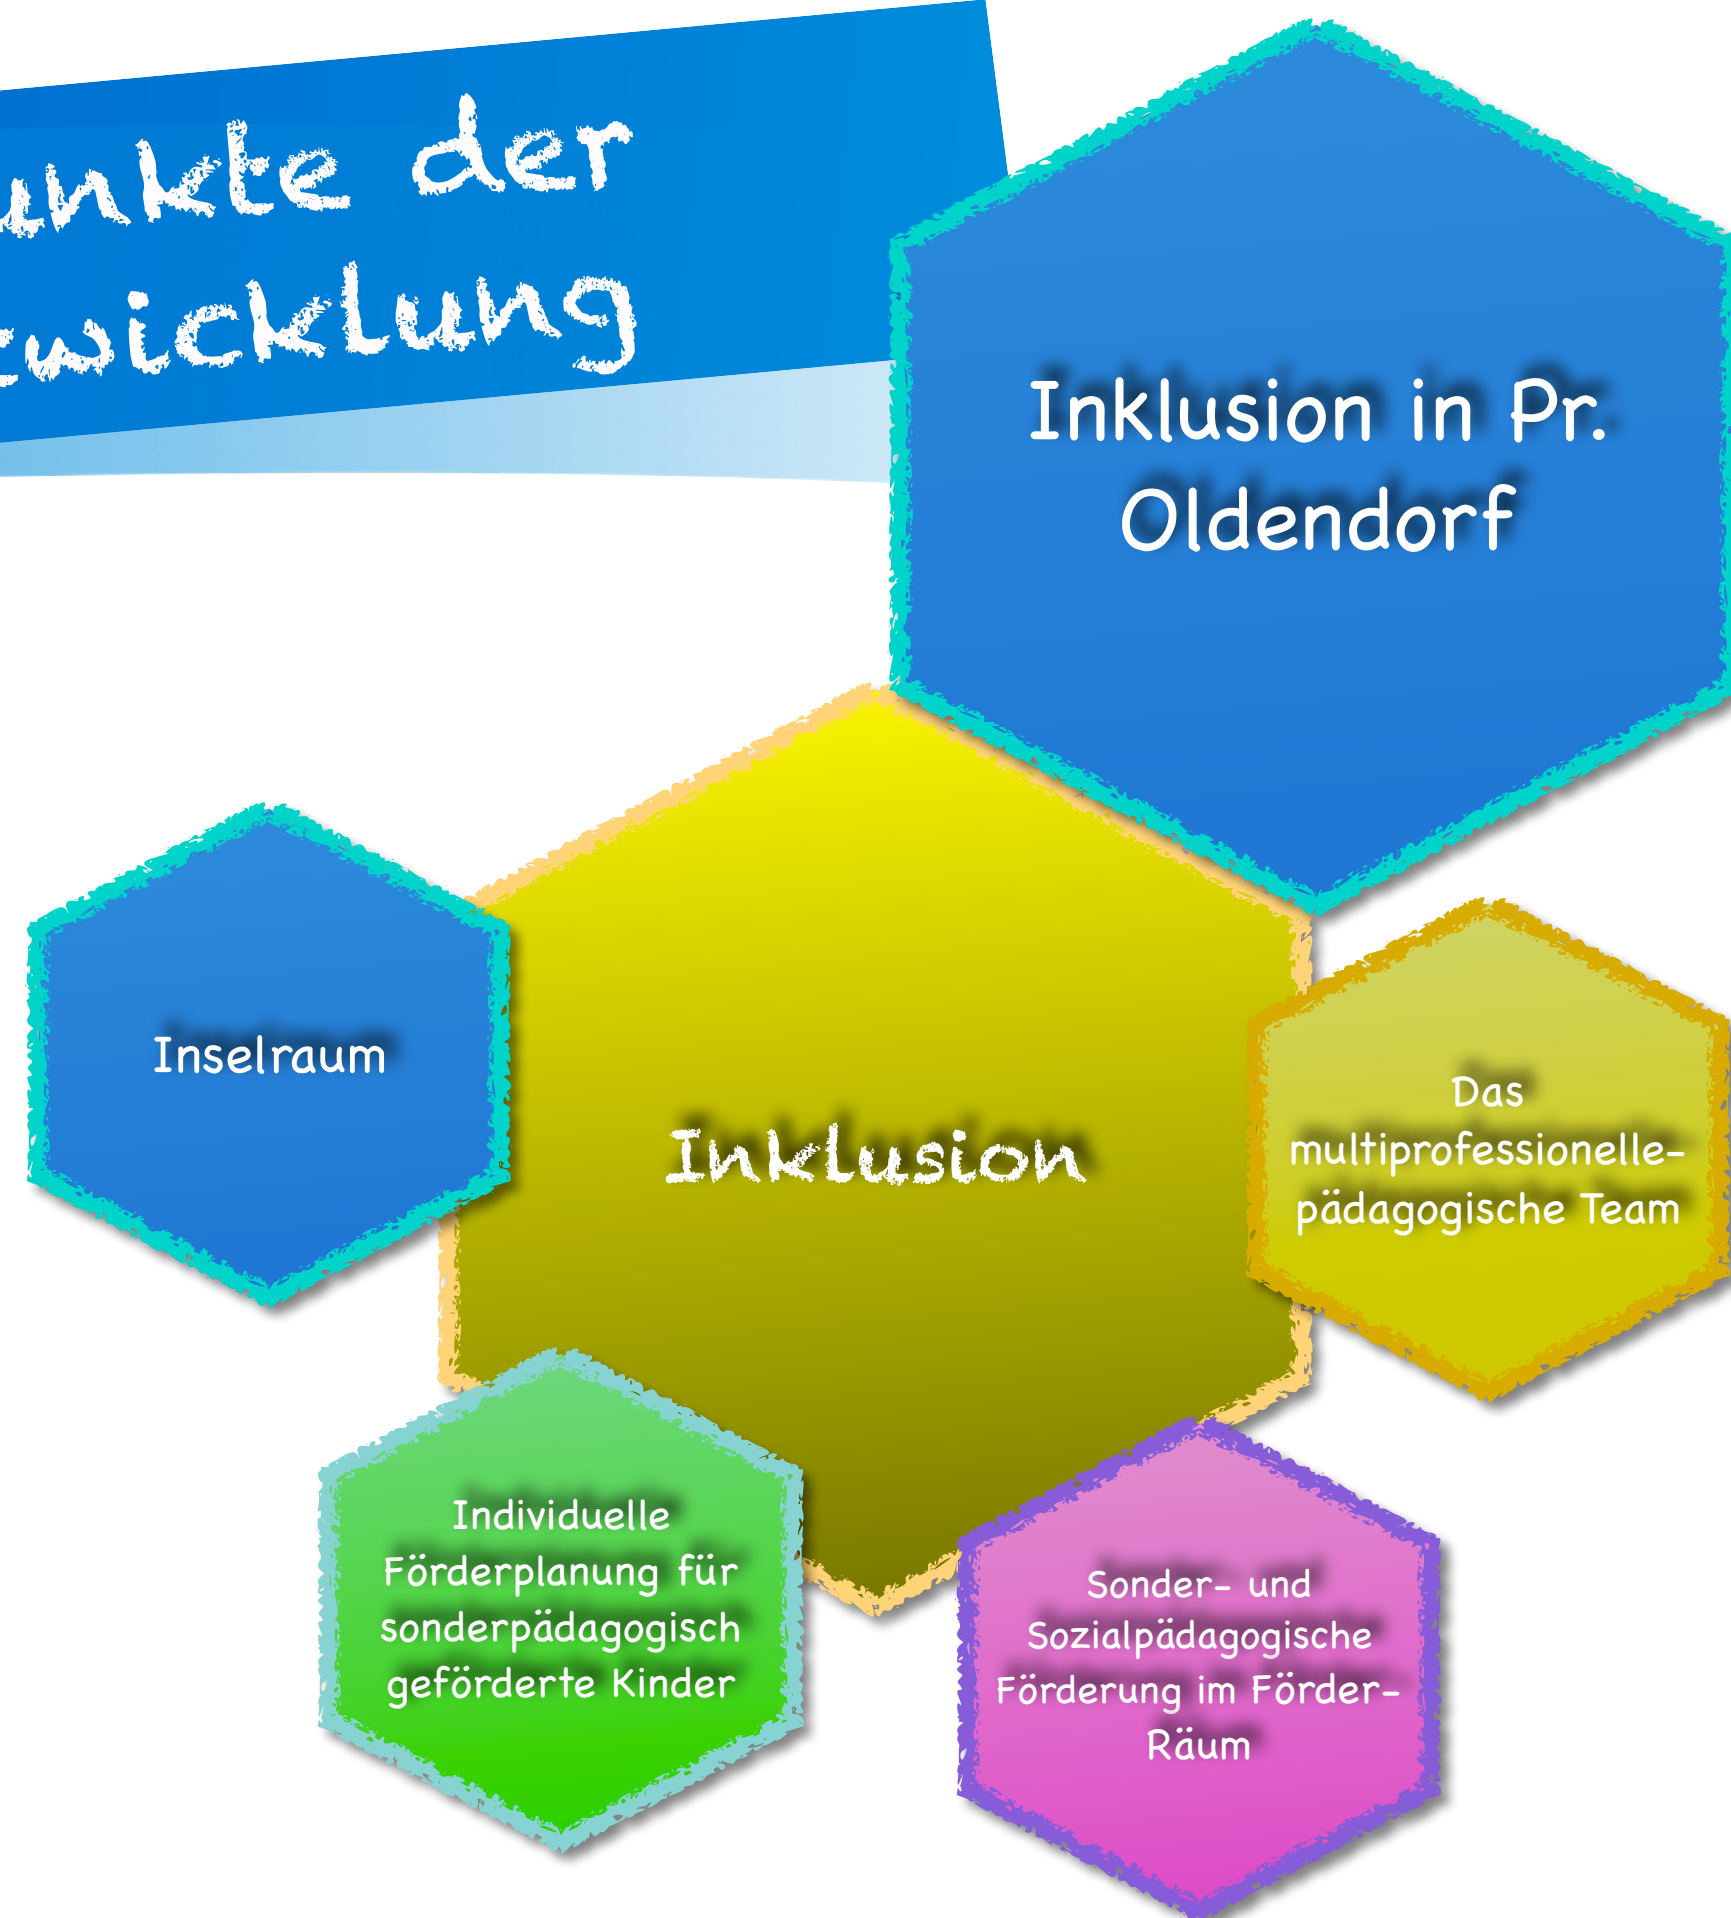 unkte der
wicklung
Inklusion in Pr.
Oldendorf
Inselraum
Inklusion
Das
multiprofessionelle-
pädagogische Team
Individuelle
Förderplanung für
sonderpädagogisch
geförderte Kinder
Sonder- und
Sozialpädagogische
Förderung im Förder-
Räum